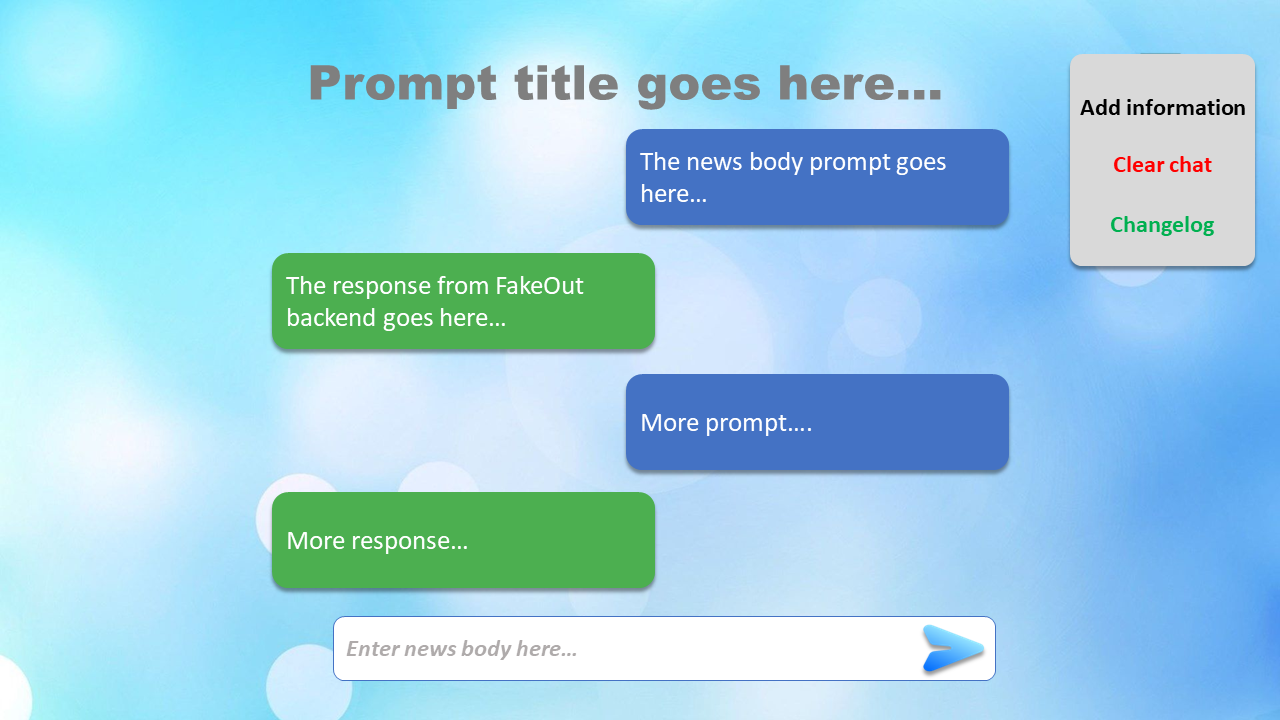 Prompt title goes here...
Add information
Clear chat
Changelog
The news body prompt goes
here...
The response from FakeOut
backend goes here...
More prompt....
More response...
Enter news body here...